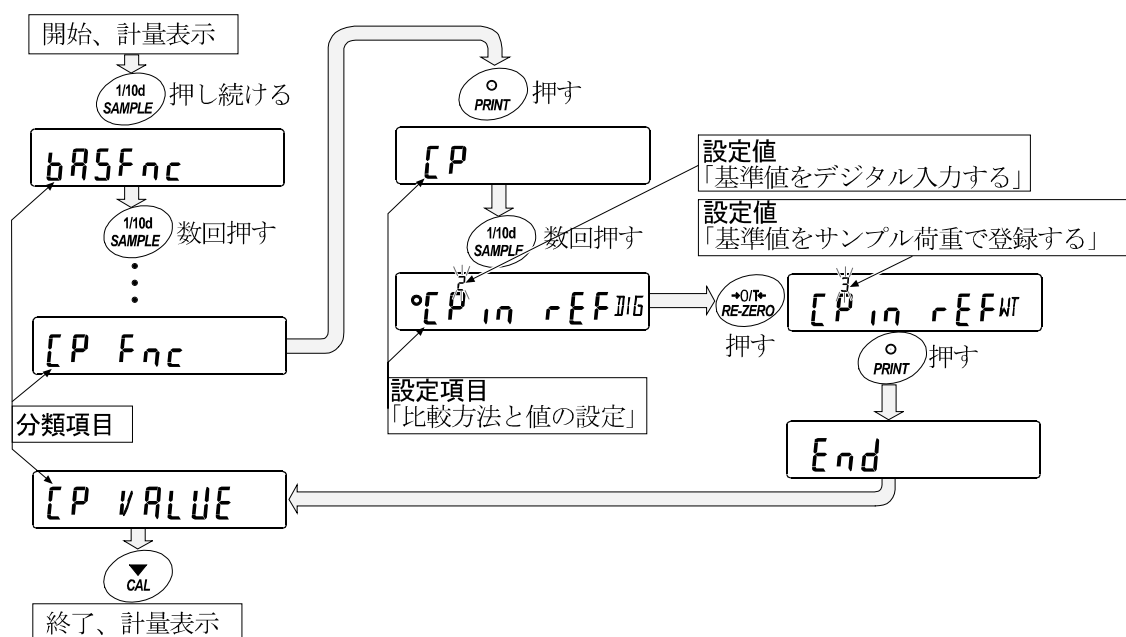 開始、計量表示
1/10d
SAMPLE
押し続ける
bASFnc
1/10d
SAMPLE
数回押す
CP Fnc
分類項目
CP VALUE
CAL
終了、計量表示
PRINT
押す
CP
1/10d
SAMPLE
数回押す
2
CP in rEF DIG
設定項目
「比較方法と値の設定」
設定値
「基準値をデジタル入力する」
設定値
「基準値をサンプル荷重で登録する」
→0/T←
RE-ZERO
押す
3
CP in rEF WT
PRINT
押す
End